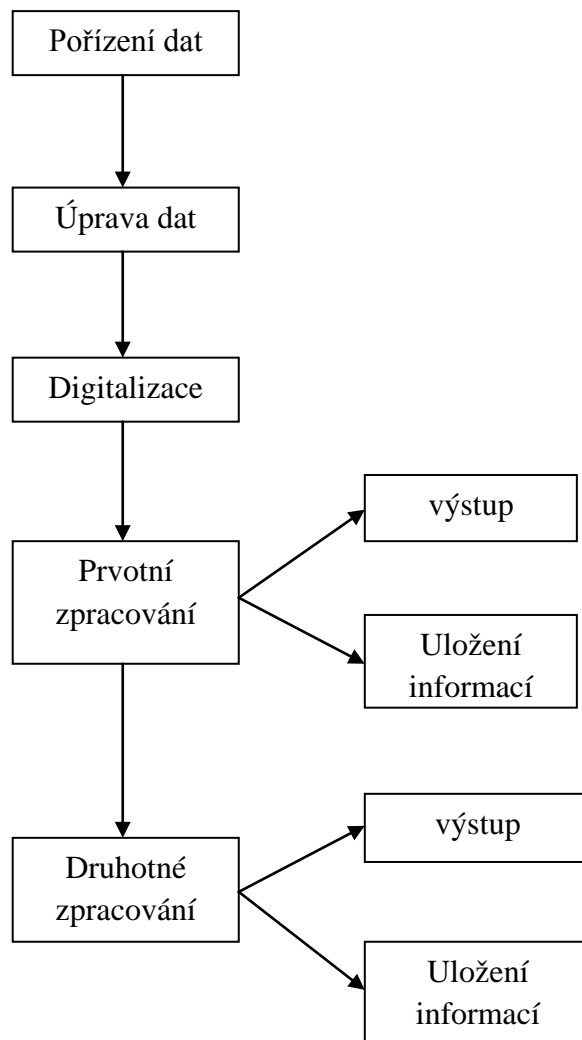 Pořízení dat
Úprava dat
Digitalizace
Prvotní
zpracování
výstup
Uložení
informací
Druhotné
zpracování
výstup
Uložení
informací